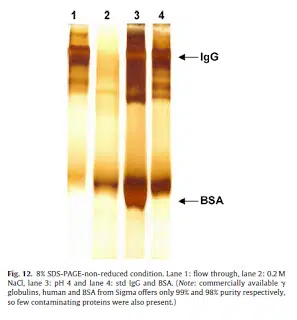 1 2 3 4
IgG
BSA
Fig. 12. 8% SDS-PAGE-non-reduced condition. Lane 1: flow through, lane 2: 0.2 M
NaCl, lane 3: pH 4 and lane 4: std IgG and BSA. (Note: commercially available γ
globulins, human and BSA from Sigma offers only 99% and 98% purity respectively,
so few contaminating proteins were also present.)